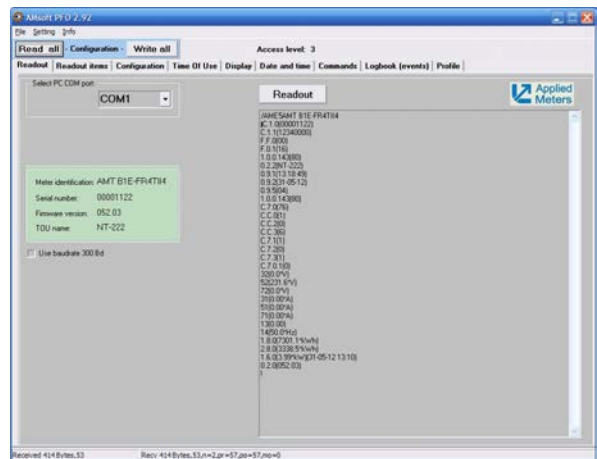 AMsoft PFO 2.92
File Setting Info
Read all - Configuration - Write all Access level: 3
Readout Readout items Configuration Time Of Use Display Date and time Commands Logbook (events) Profile
Select PC COM port
COM1
Readout
Applied Meters
Meter identification: AMT B1E-FR4TII4
Serial number: 00001122
Firmware version: 052.03
TOU name: NT-222
Use baudrate 300 Bd
/AME5AMT B1E-FR4TII4
C.1.0(00001122)
C.1.1(12340000)
F.F.0(00)
F.0.1(16)
1.0.0.143(80)
0.2.2(NT-222)
0.9.1(13:18:49)
0.9.2(31-05-12)
0.9.5(04)
1.0.0.143(80)
C.7.0(76)
C.C.0(1)
C.C.2(0)
C.C.3(6)
C.7.1(1)
C.7.2(0)
C.7.3(1)
C.7.0.1(0)
32(0.0*V)
52(231.6*V)
72(0.0*V)
31(0.00*A)
51(0.00*A)
71(0.00*A)
13(0.00)
14(50.0*Hz)
1.8.0(7301.1*kWh)
2.8.0(3338.5*kWh)
1.6.0(3.99*kW)(31-05-12 13:10)
0.2.0(052.03)
Received 414 Bytes,53 Recv 414 Bytes,53,n=2,pr=57,po=57,mo=0